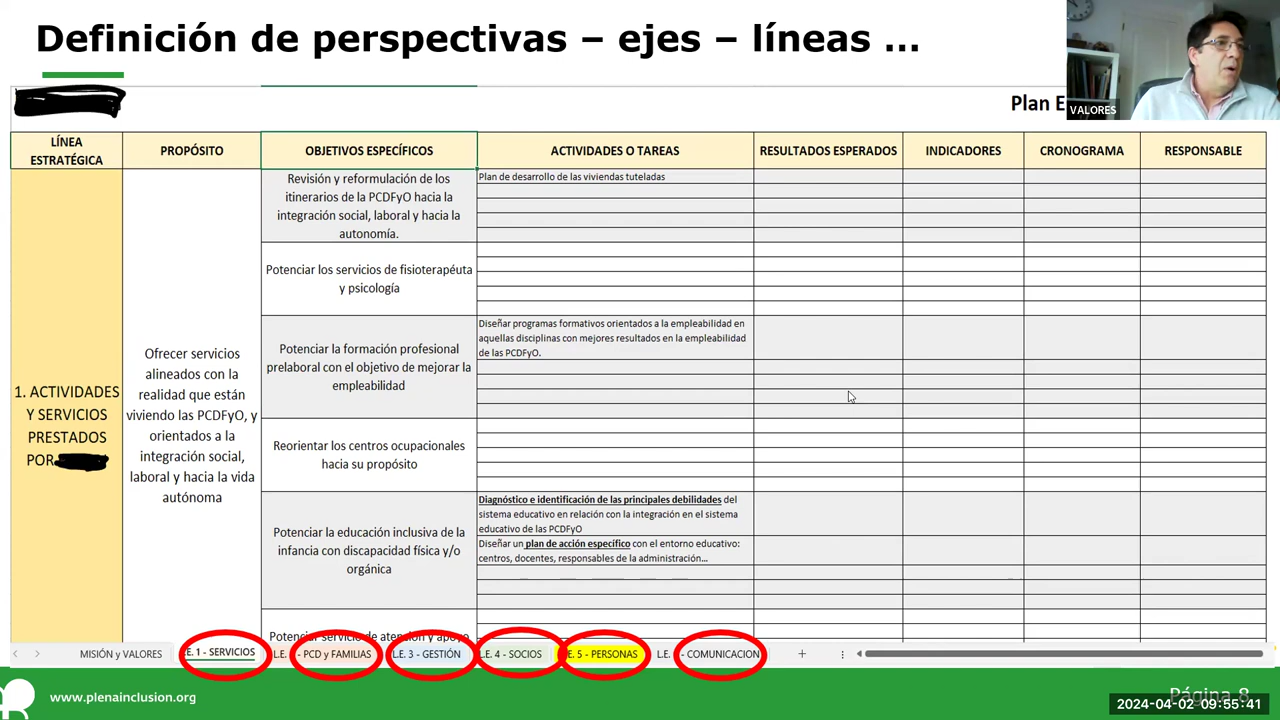 Definición de perspectivas – ejes – líneas ...
VALORES
Plan E
LÍNEA
ESTRATÉGICA
PROPÓSITO
OBJETIVOS ESPECÍFICOS
ACTIVIDADES O TAREAS
RESULTADOS ESPERADOS
INDICADORES
CRONOGRAMA
RESPONSABLE
1. ACTIVIDADES
Y SERVICIOS
PRESTADOS
POR
Ofrecer servicios
alineados con la
realidad que están
viviendo las PCDFyO, y
orientados a la
integración social,
laboral y hacia la vida
autónoma
Revisión y reformulación de los
itinerarios de la PCDFyO hacia la
integración social, laboral y hacia la
autonomía.
Plan de desarrollo de las viviendas tuteladas
Potenciar los servicios de fisioterapéuta
y psicología
Potenciar la formación profesional
prelaboral con el objetivo de mejorar la
empleabilidad
Diseñar programas formativos orientados a la empleabilidad en
aquellas disciplinas con mejores resultados en la empleabilidad
de las PCDFyO.
Reorientar los centros ocupacionales
hacia su propósito
Potenciar la educación inclusiva de la
infancia con discapacidad física y/o
orgánica
Diagnóstico e identificación de las principales debilidades del
sistema educativo en relación con la integración en el sistema
educativo de las PCDFyO
Diseñar un plan de acción específico con el entorno educativo:
centros, docentes, responsables de la administración...
Potenciar servicio de atención y apoyo
MISIÓN y VALORES
.E. 1 - SERVICIOS
L.E. - PCD y FAMILIAS
L.E. 3 - GESTIÓN
L.E. 4 - SOCIOS
.E. 5 - PERSONAS
L.E. - COMUNICACION
www.plenainclusion.org
Página 8
2024-04-02 09:55:41